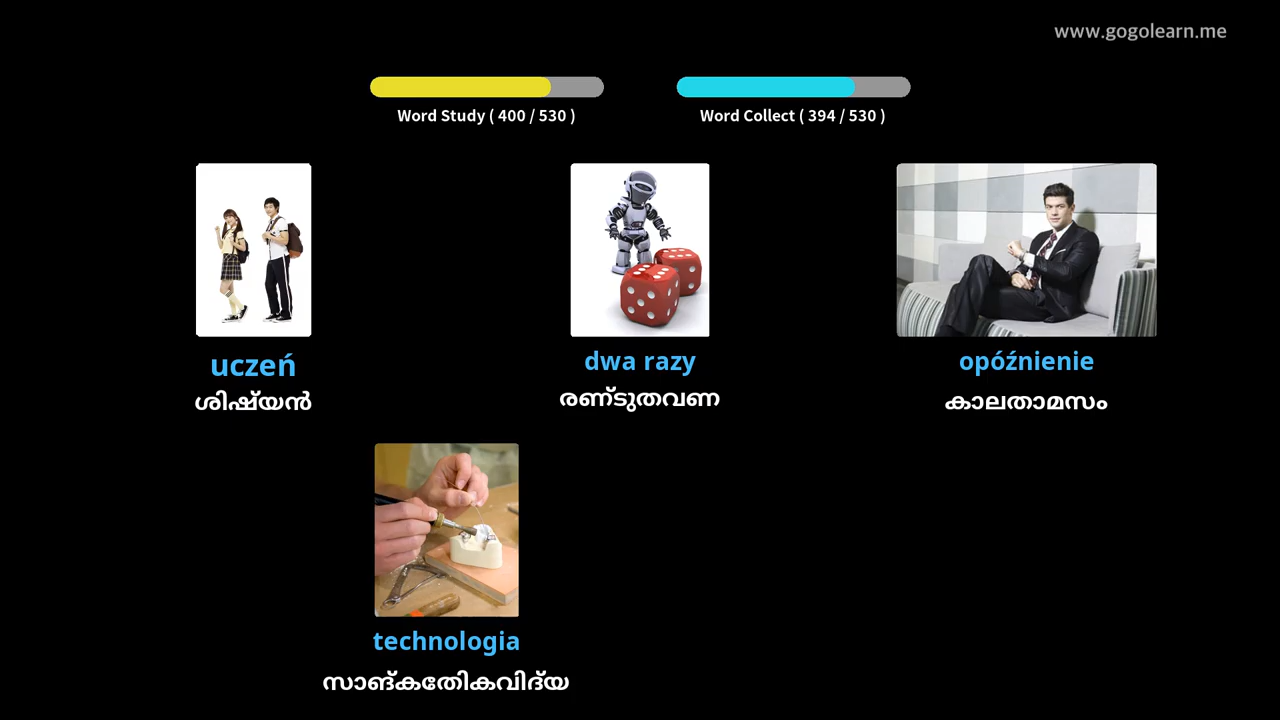 www.gogolearn.me
Word Study ( 400 / 530 )
Word Collect ( 394 / 530 )
uczeń
dwa razy
opóźnienie
ശിഷ്യൻ
രണ്ടുതവണ
കാലതാമസം
technologia
സാങ്കേതികവിദ്യ